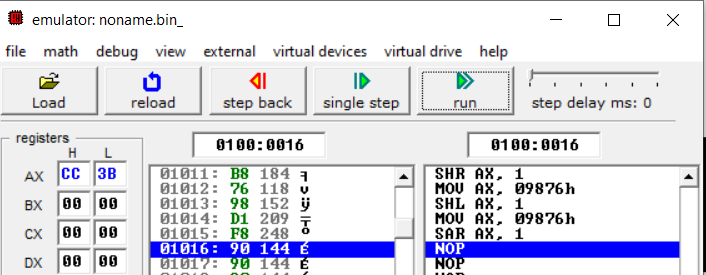 emulator: noname.bin_
file math debug view external virtual devices virtual drive help
Load reload step back single step run step delay ms: 0
registers 0100:0016 0100:0016
H L
AX CC 3B
BX 00 00
CX 00 00
DX 00 00
01011: B8 184 ╕
01012: 76 118 v
01013: 98 152 ÿ
01014: D1 209 ╤
01015: F8 248 °
01016: 90 144 É
01017: 90 144 É
SHR AX, 1
MOV AX, 09876h
SHL AX, 1
MOV AX, 09876h
SAR AX, 1
NOP
NOP